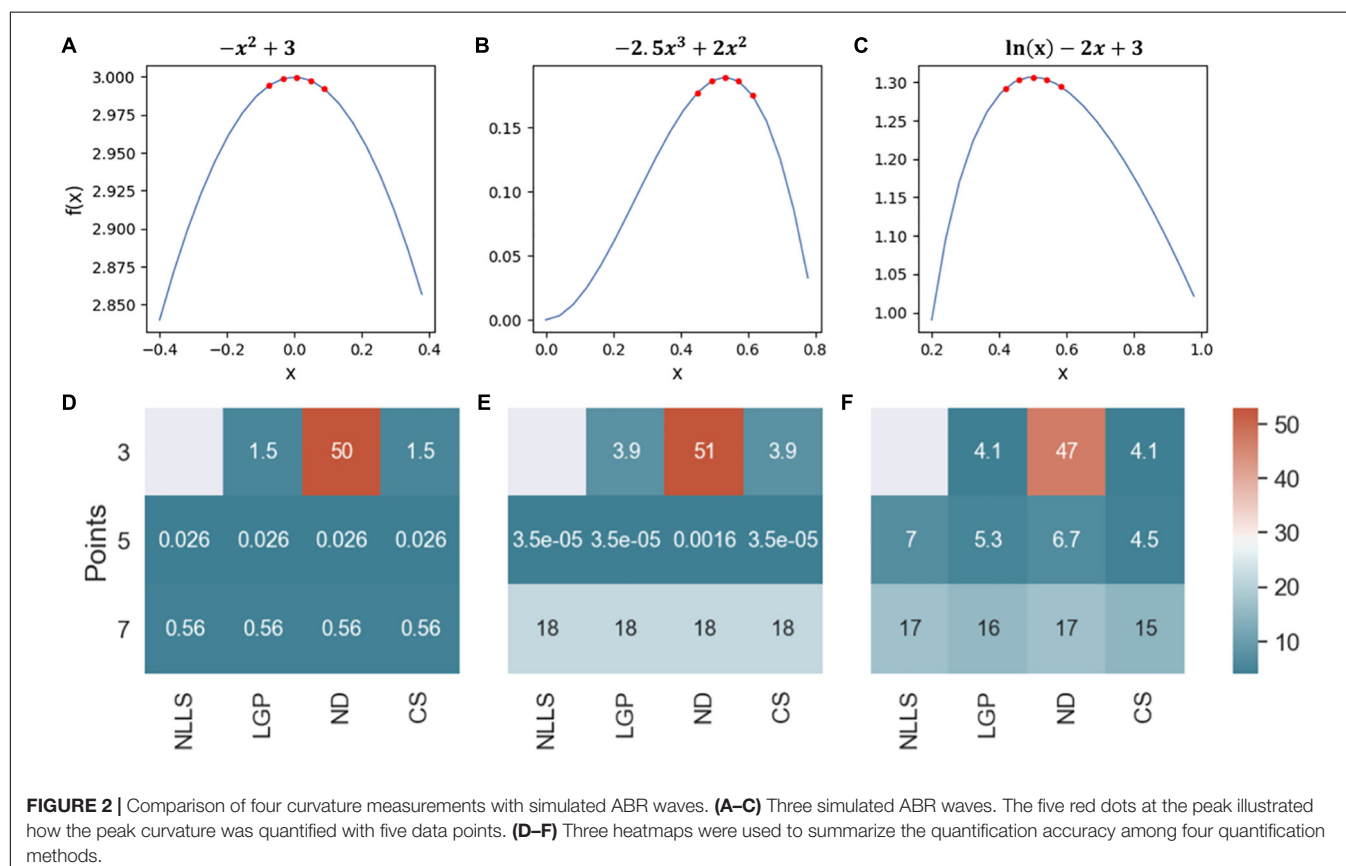 A
−x² + 3
B
−2.5x³ + 2x²
C
ln(x) − 2x + 3
3.000
2.975
2.950
2.925
2.900
2.875
2.850
f(x)
−0.4 −0.2 0.0 0.2 0.4
x
0.15
0.10
0.05
0.00
0.0 0.2 0.4 0.6 0.8
x
1.30
1.25
1.20
1.15
1.10
1.05
1.00
0.2 0.4 0.6 0.8 1.0
x
D
Points
3 1.5 50 1.5
5 0.026 0.026 0.026 0.026
7 0.56 0.56 0.56 0.56
NLLS LGP ND CS
E
3.9 51 3.9
3.5e-05 3.5e-05 0.0016 3.5e-05
18 18 18 18
NLLS LGP ND CS
F
4.1 47 4.1
7 5.3 6.7 4.5
17 16 17 15
NLLS LGP ND CS
50
40
30
20
10
FIGURE 2 | Comparison of four curvature measurements with simulated ABR waves. (A–C) Three simulated ABR waves. The five red dots at the peak illustrated
how the peak curvature was quantified with five data points. (D–F) Three heatmaps were used to summarize the quantification accuracy among four quantification
methods.